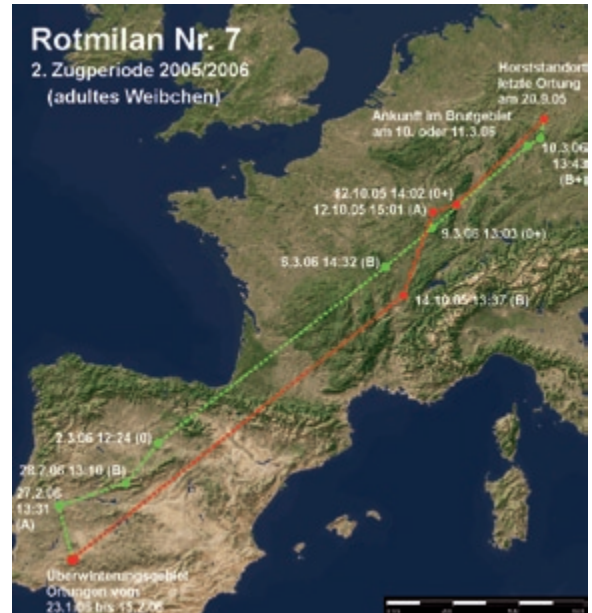 Rotmilan Nr. 7
2. Zugperiode 2005/2006
(adultes Weibchen)
Horststandort
letzte Ortung
am 20.9.05
Ankunft im Brutgebiet
am 10. oder 11.3.06
10.3.06
13:43
12.10.05 14:02 (0+)
12.10.05 15:01 (A)
9.3.06 13:03 (0+)
14:32 (B)
14.10.05 13:37 (B)
2.3.06 12:24 (0)
28.2.06 13:10 (B)
27.2.06
13:31
(A)
Überwinterungsgebiet
Ortungen vom
23.1.06 bis 15.2.06